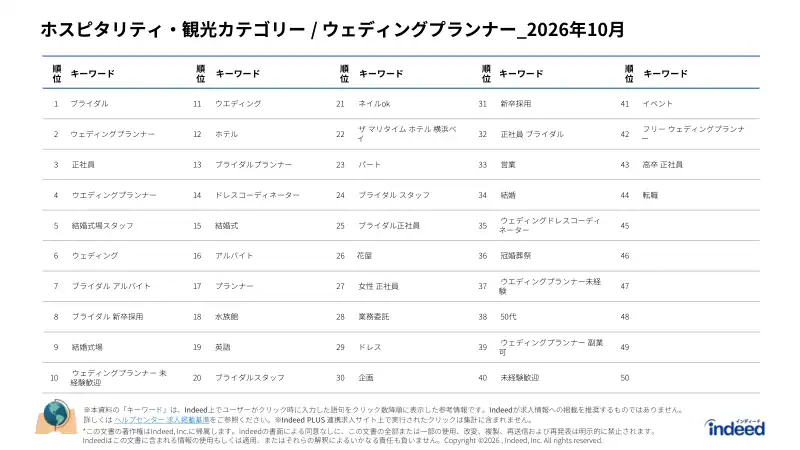 ホスピタリティ・観光カテゴリー / ウェディングプランナー_2026年10月
順位 キーワード 順位 キーワード 順位 キーワード 順位 キーワード 順位 キーワード
1 ブライダル 11 ウエディング 21 ネイルok 31 新卒採用 41 イベント
2 ウェディングプランナー 12 ホテル 22 ザ マリタイム ホテル 横浜ベイ 32 正社員 ブライダル 42 フリー ウェディングプランナー
3 正社員 13 ブライダルプランナー 23 パート 33 営業 43 高卒 正社員
4 ウエディングプランナー 14 ドレスコーディネーター 24 ブライダル スタッフ 34 結婚 44 転職
5 結婚式場スタッフ 15 結婚式 25 ブライダル正社員 35 ウェディングドレスコーディネーター 45
6 ウェディング 16 アルバイト 26 花屋 36 冠婚葬祭 46
7 ブライダル アルバイト 17 プランナー 27 女性 正社員 37 ウエディングプランナー未経験 47
8 ブライダル 新卒採用 18 水族館 28 業務委託 38 50代 48
9 結婚式場 19 英語 29 ドレス 39 ウェディングプランナー 副業可 49
10 ウェディングプランナー 未経験歓迎 20 ブライダルスタッフ 30 企画 40 未経験歓迎 50
※本資料の「キーワード」は、Indeed上でユーザーがクリック時に入力した語句をクリック数降順に表示した参考情報です。Indeedが求人情報への掲載を推奨するものではありません。
詳しくは ヘルプセンター 求人掲載基準をご参照ください。※Indeed PLUS 連携求人サイト上で実行されたクリックは集計に含まれません。
*この文書の著作権はIndeed, Inc.に帰属します。Indeedの書面による同意なしに、この文書の全部または一部の使用、改変、複製、再送信および再発表は明示的に禁止されます。
Indeedはこの文書に含まれる情報の使用もしくは適用、またはそれらの解釈によるいかなる責任も負いません。Copyright ©2026 , Indeed, Inc. All rights reserved.
インディード
indeed